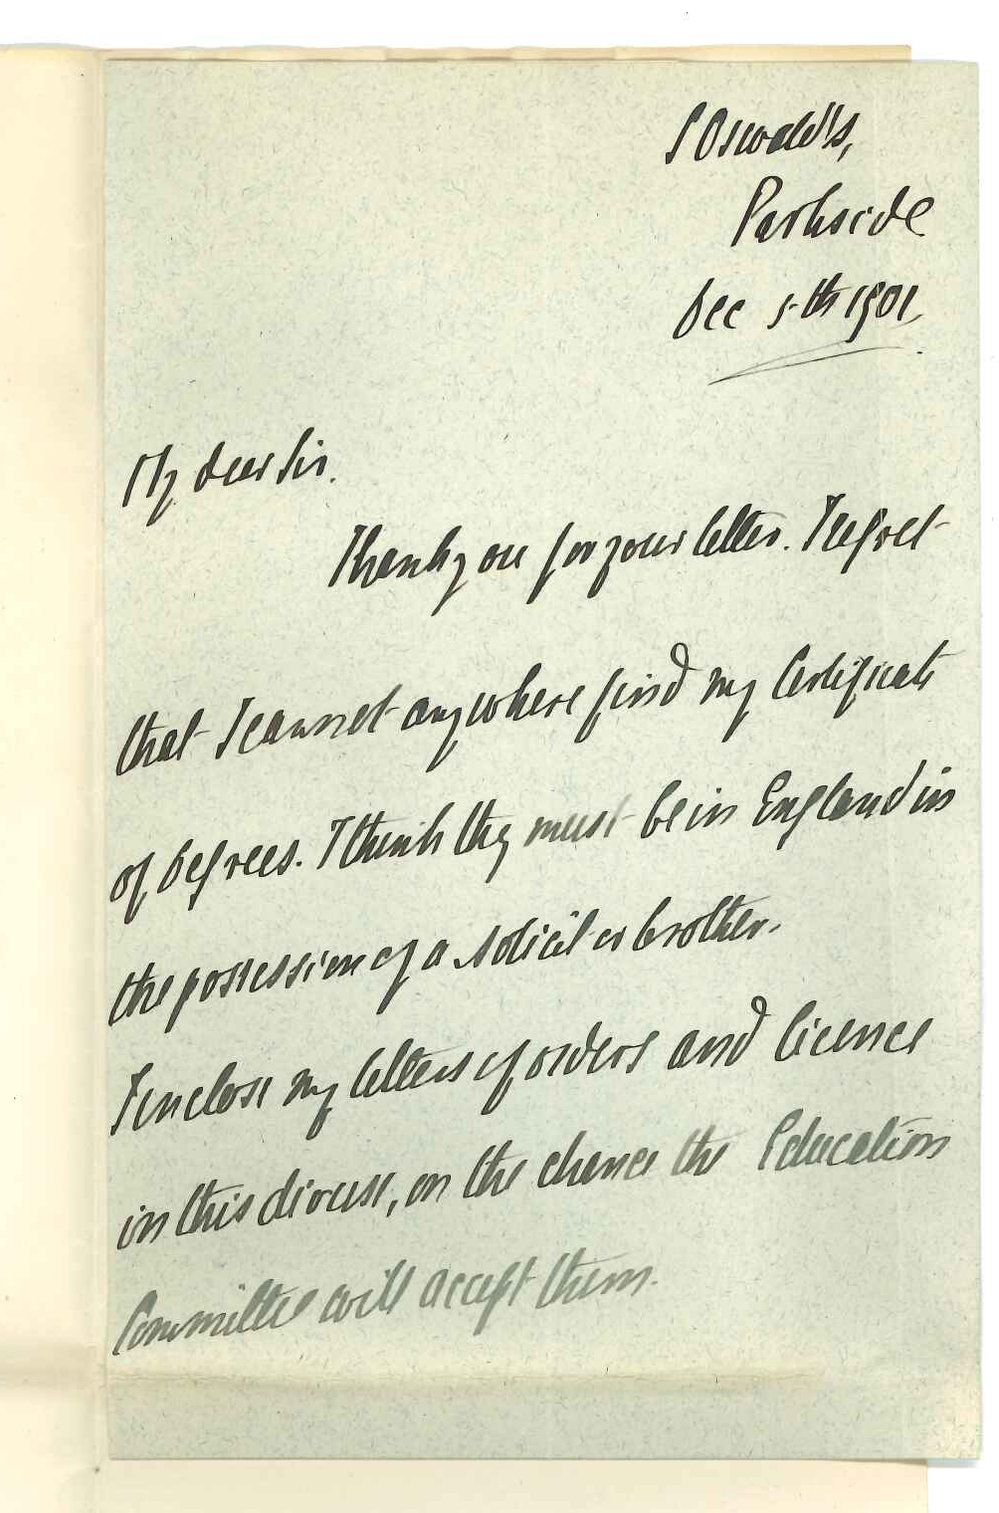 S Oswald's,
Parkside
Dec 5th 1901
My dear Sir.
Thank you for your letter. I regret
that I cannot anywhere find my Certificate
of Degrees. I think they must be in England in
the possession of a solicitor brother.
I enclose my letters of orders and licence
in this diocese, on the chance the Education
Committee will accept them.